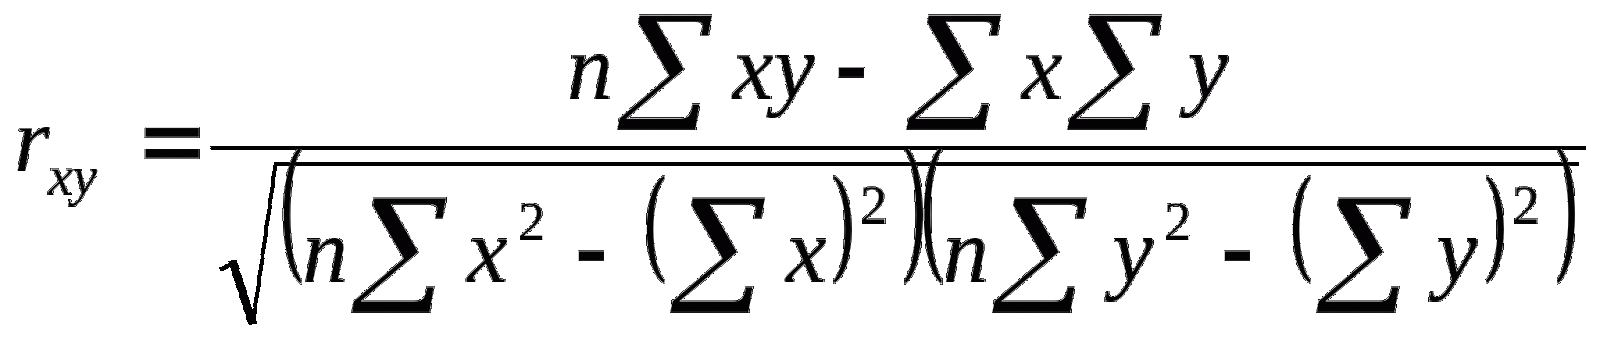 r_xy = (n∑xy - ∑x∑y) / √((n∑x² - (∑x)²)(n∑y² - (∑y)²))